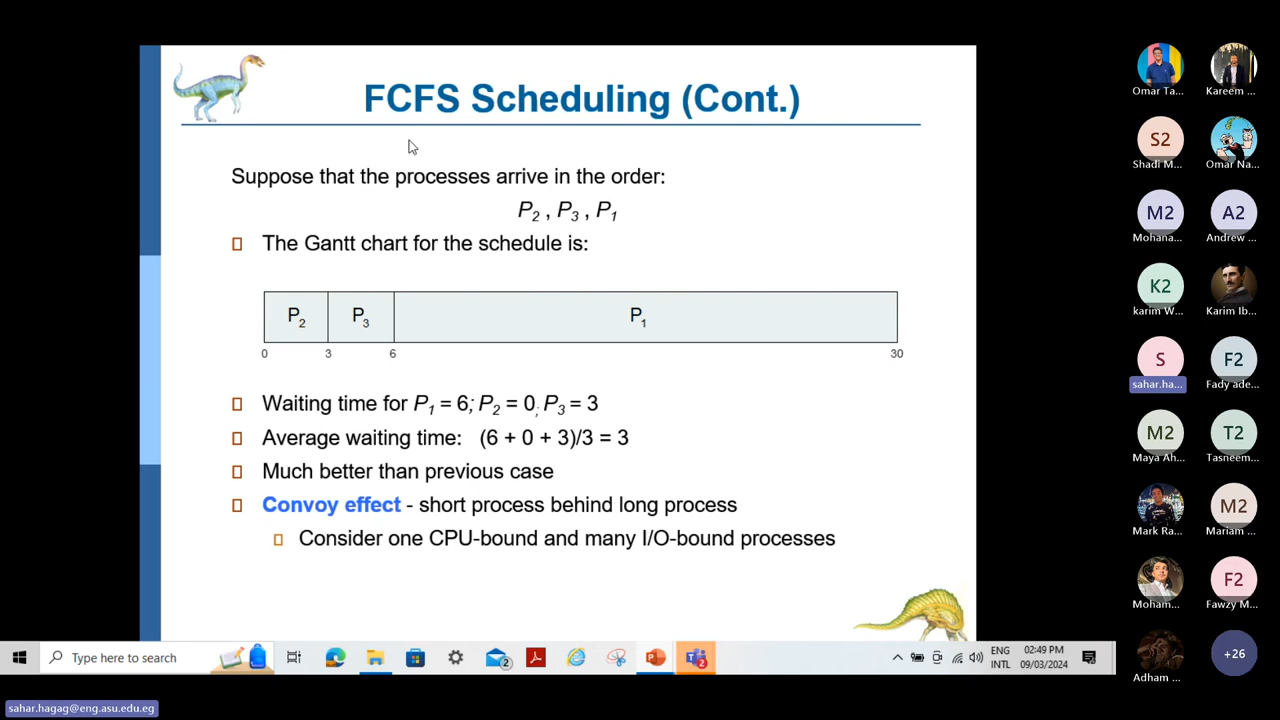 FCFS Scheduling (Cont.)
Suppose that the processes arrive in the order:
P2 , P3 , P1
The Gantt chart for the schedule is:
P2 P3 P1
0 3 6 30
Waiting time for P1 = 6; P2 = 0; P3 = 3
Average waiting time: (6 + 0 + 3)/3 = 3
Much better than previous case
Convoy effect - short process behind long process
Consider one CPU-bound and many I/O-bound processes
Type here to search
2
2
ENG
INTL
02:49 PM
09/03/2024
Omar Ta...
Kareem ...
S2
Shadi M...
Omar Na...
M2
Mohana...
A2
Andrew ...
K2
karim W...
Karim Ib...
S
sahar.ha...
F2
Fady ade...
M2
Maya Ah...
T2
Tasneem...
Mark Ra...
M2
Mariam ...
Moham...
F2
Fawzy M...
Adham ...
+26
sahar.hagag@eng.asu.edu.eg